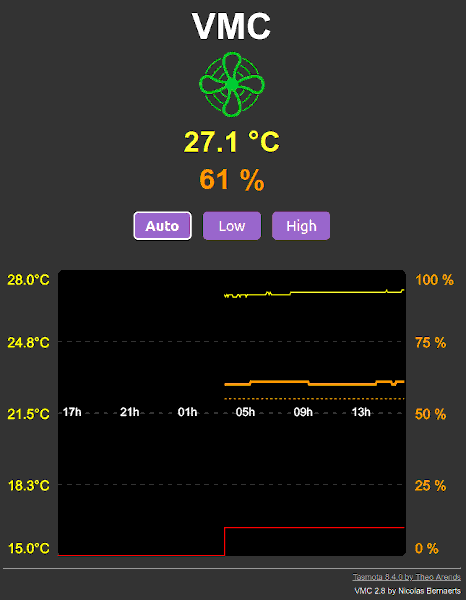 VMC
27.1 °C
61 %
Auto Low High
28.0°C 100 %
24.8°C 75 %
21.5°C 17h 21h 01h 05h 09h 13h 50 %
18.3°C 25 %
15.0°C 0 %
Tasmota 8.4.0 by Theo Arends
VMC 2.8 by Nicolas Bernaerts